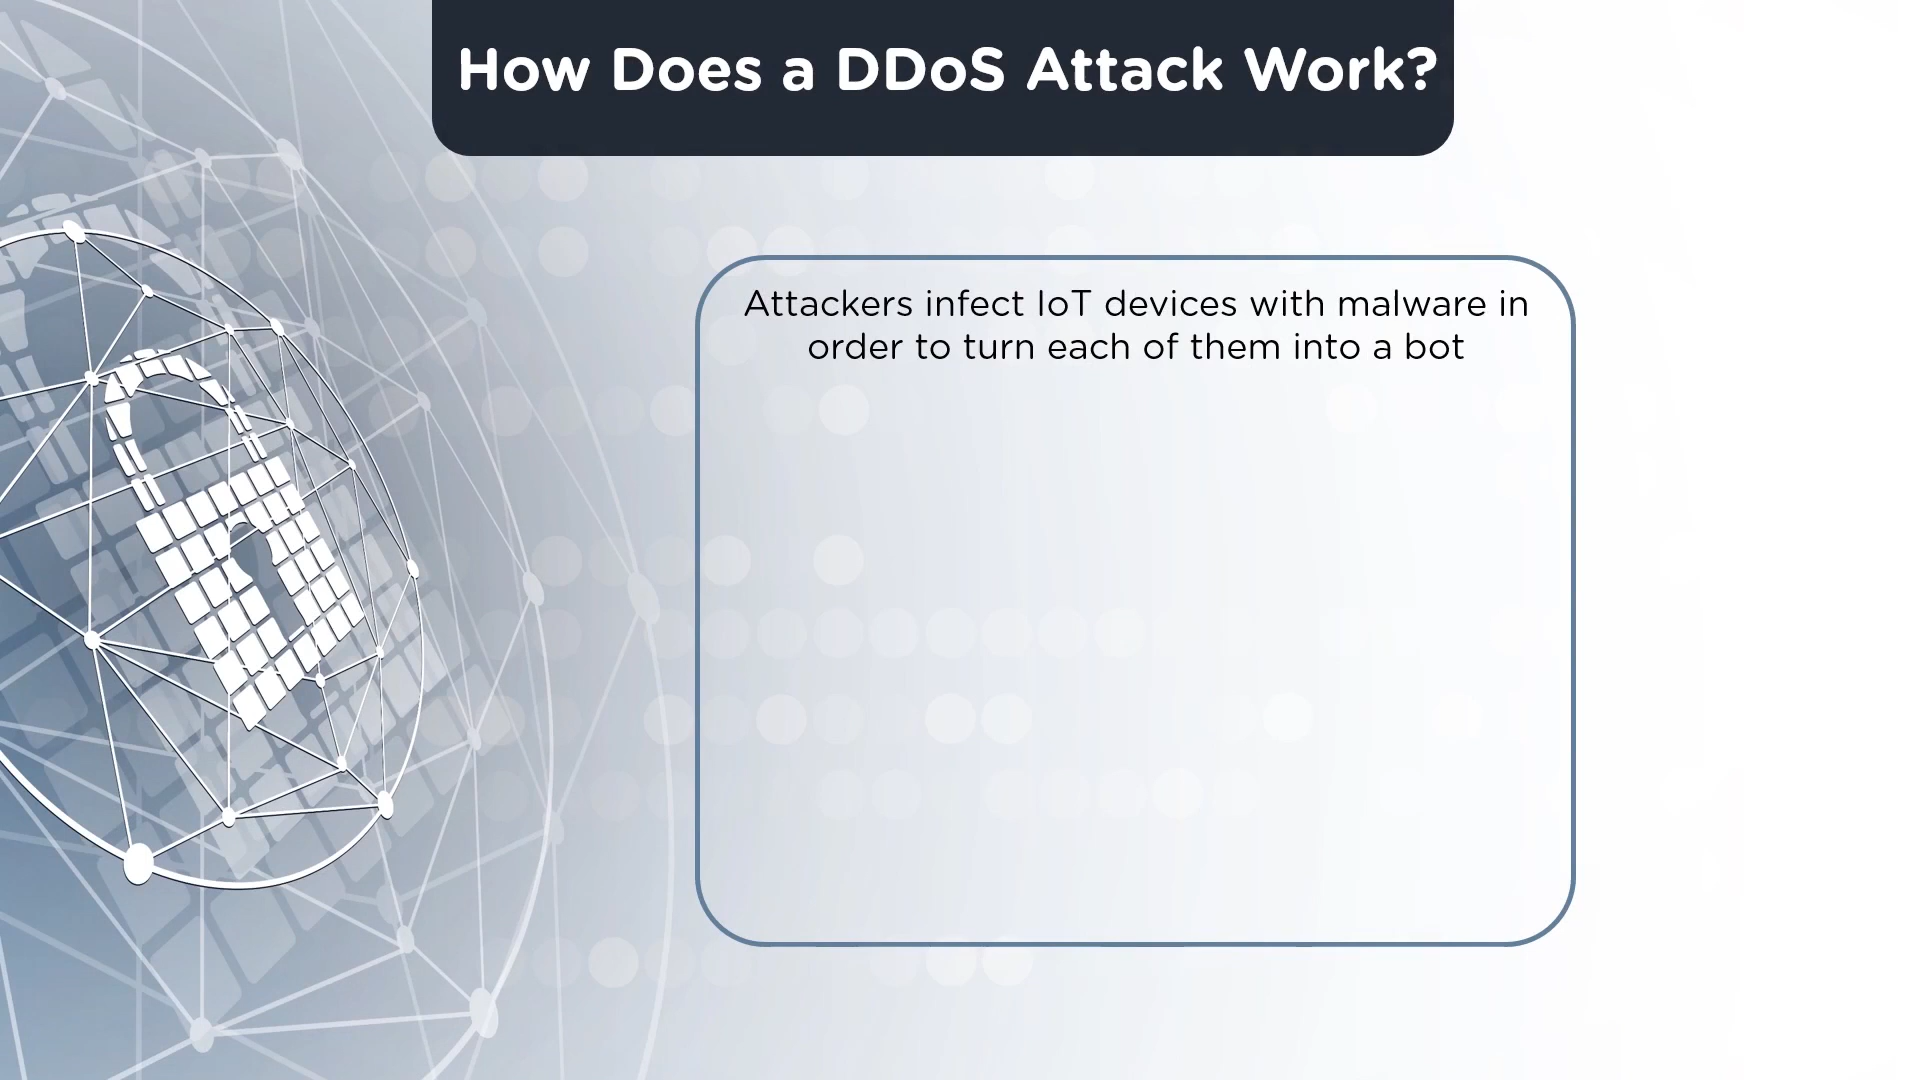 How Does a DDoS Attack Work?
Attackers infect IoT devices with malware in
order to turn each of them into a bot